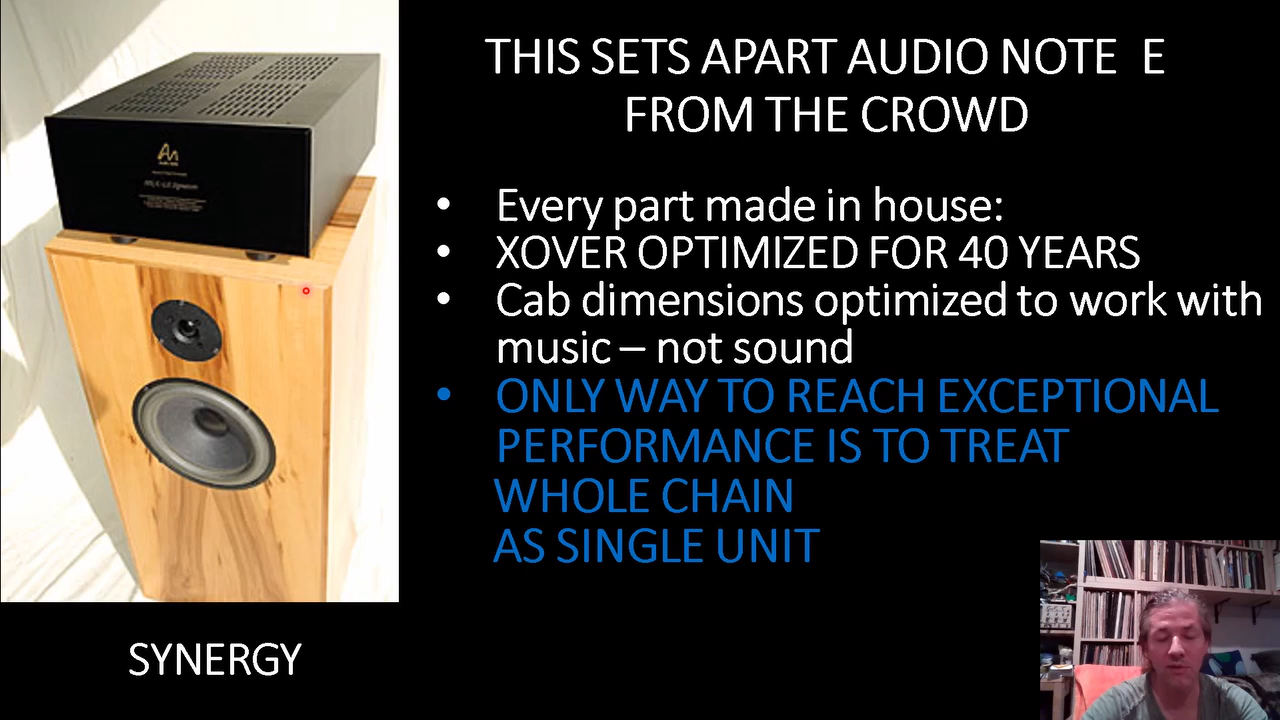 THIS SETS APART AUDIO NOTE E
FROM THE CROWD
• Every part made in house:
• XOVER OPTIMIZED FOR 40 YEARS
• Cab dimensions optimized to work with
music – not sound
• ONLY WAY TO REACH EXCEPTIONAL
PERFORMANCE IS TO TREAT
WHOLE CHAIN
AS SINGLE UNIT
SYNERGY